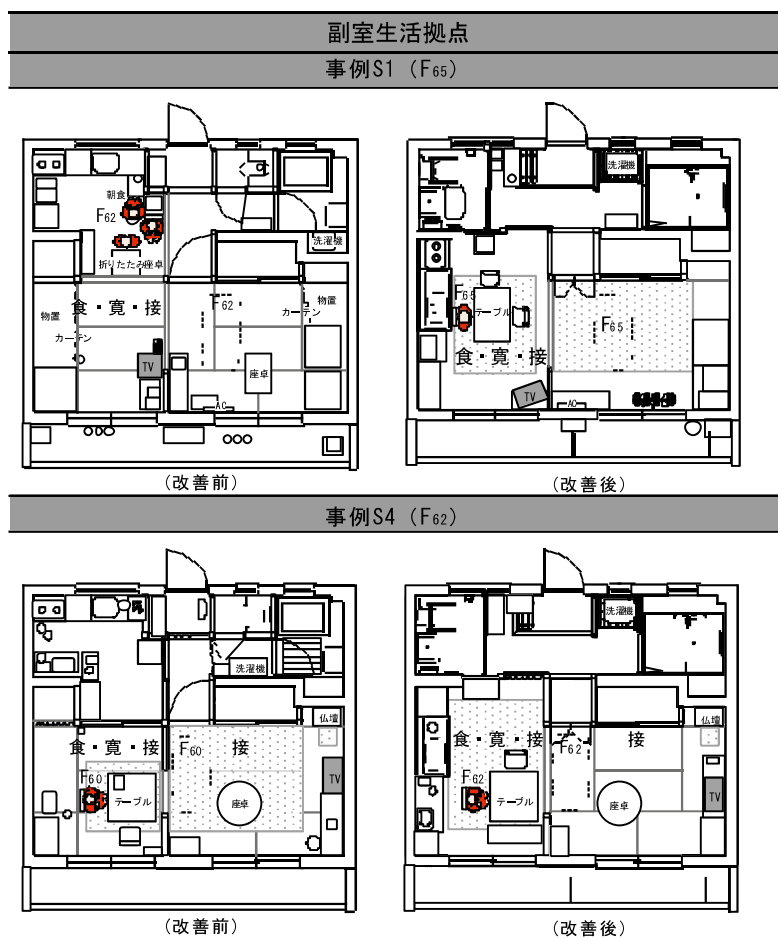 副室生活拠点
事例S1（F65）
朝食
F62
折りたたみ座卓
洗濯機
物置
食・寛・接
カーテン
TV
F62
物置
カーテン
座卓
AC
（改善前）
洗濯機
F65
テーブル
食・寛・接
TV
F65
AC
（改善後）
事例S4（F62）
洗濯機
仏壇
食・寛・接
F60
接
F60
TV
テーブル
座卓
（改善前）
洗濯機
仏壇
食・寛・接
F62
接
F62
TV
テーブル
座卓
（改善後）